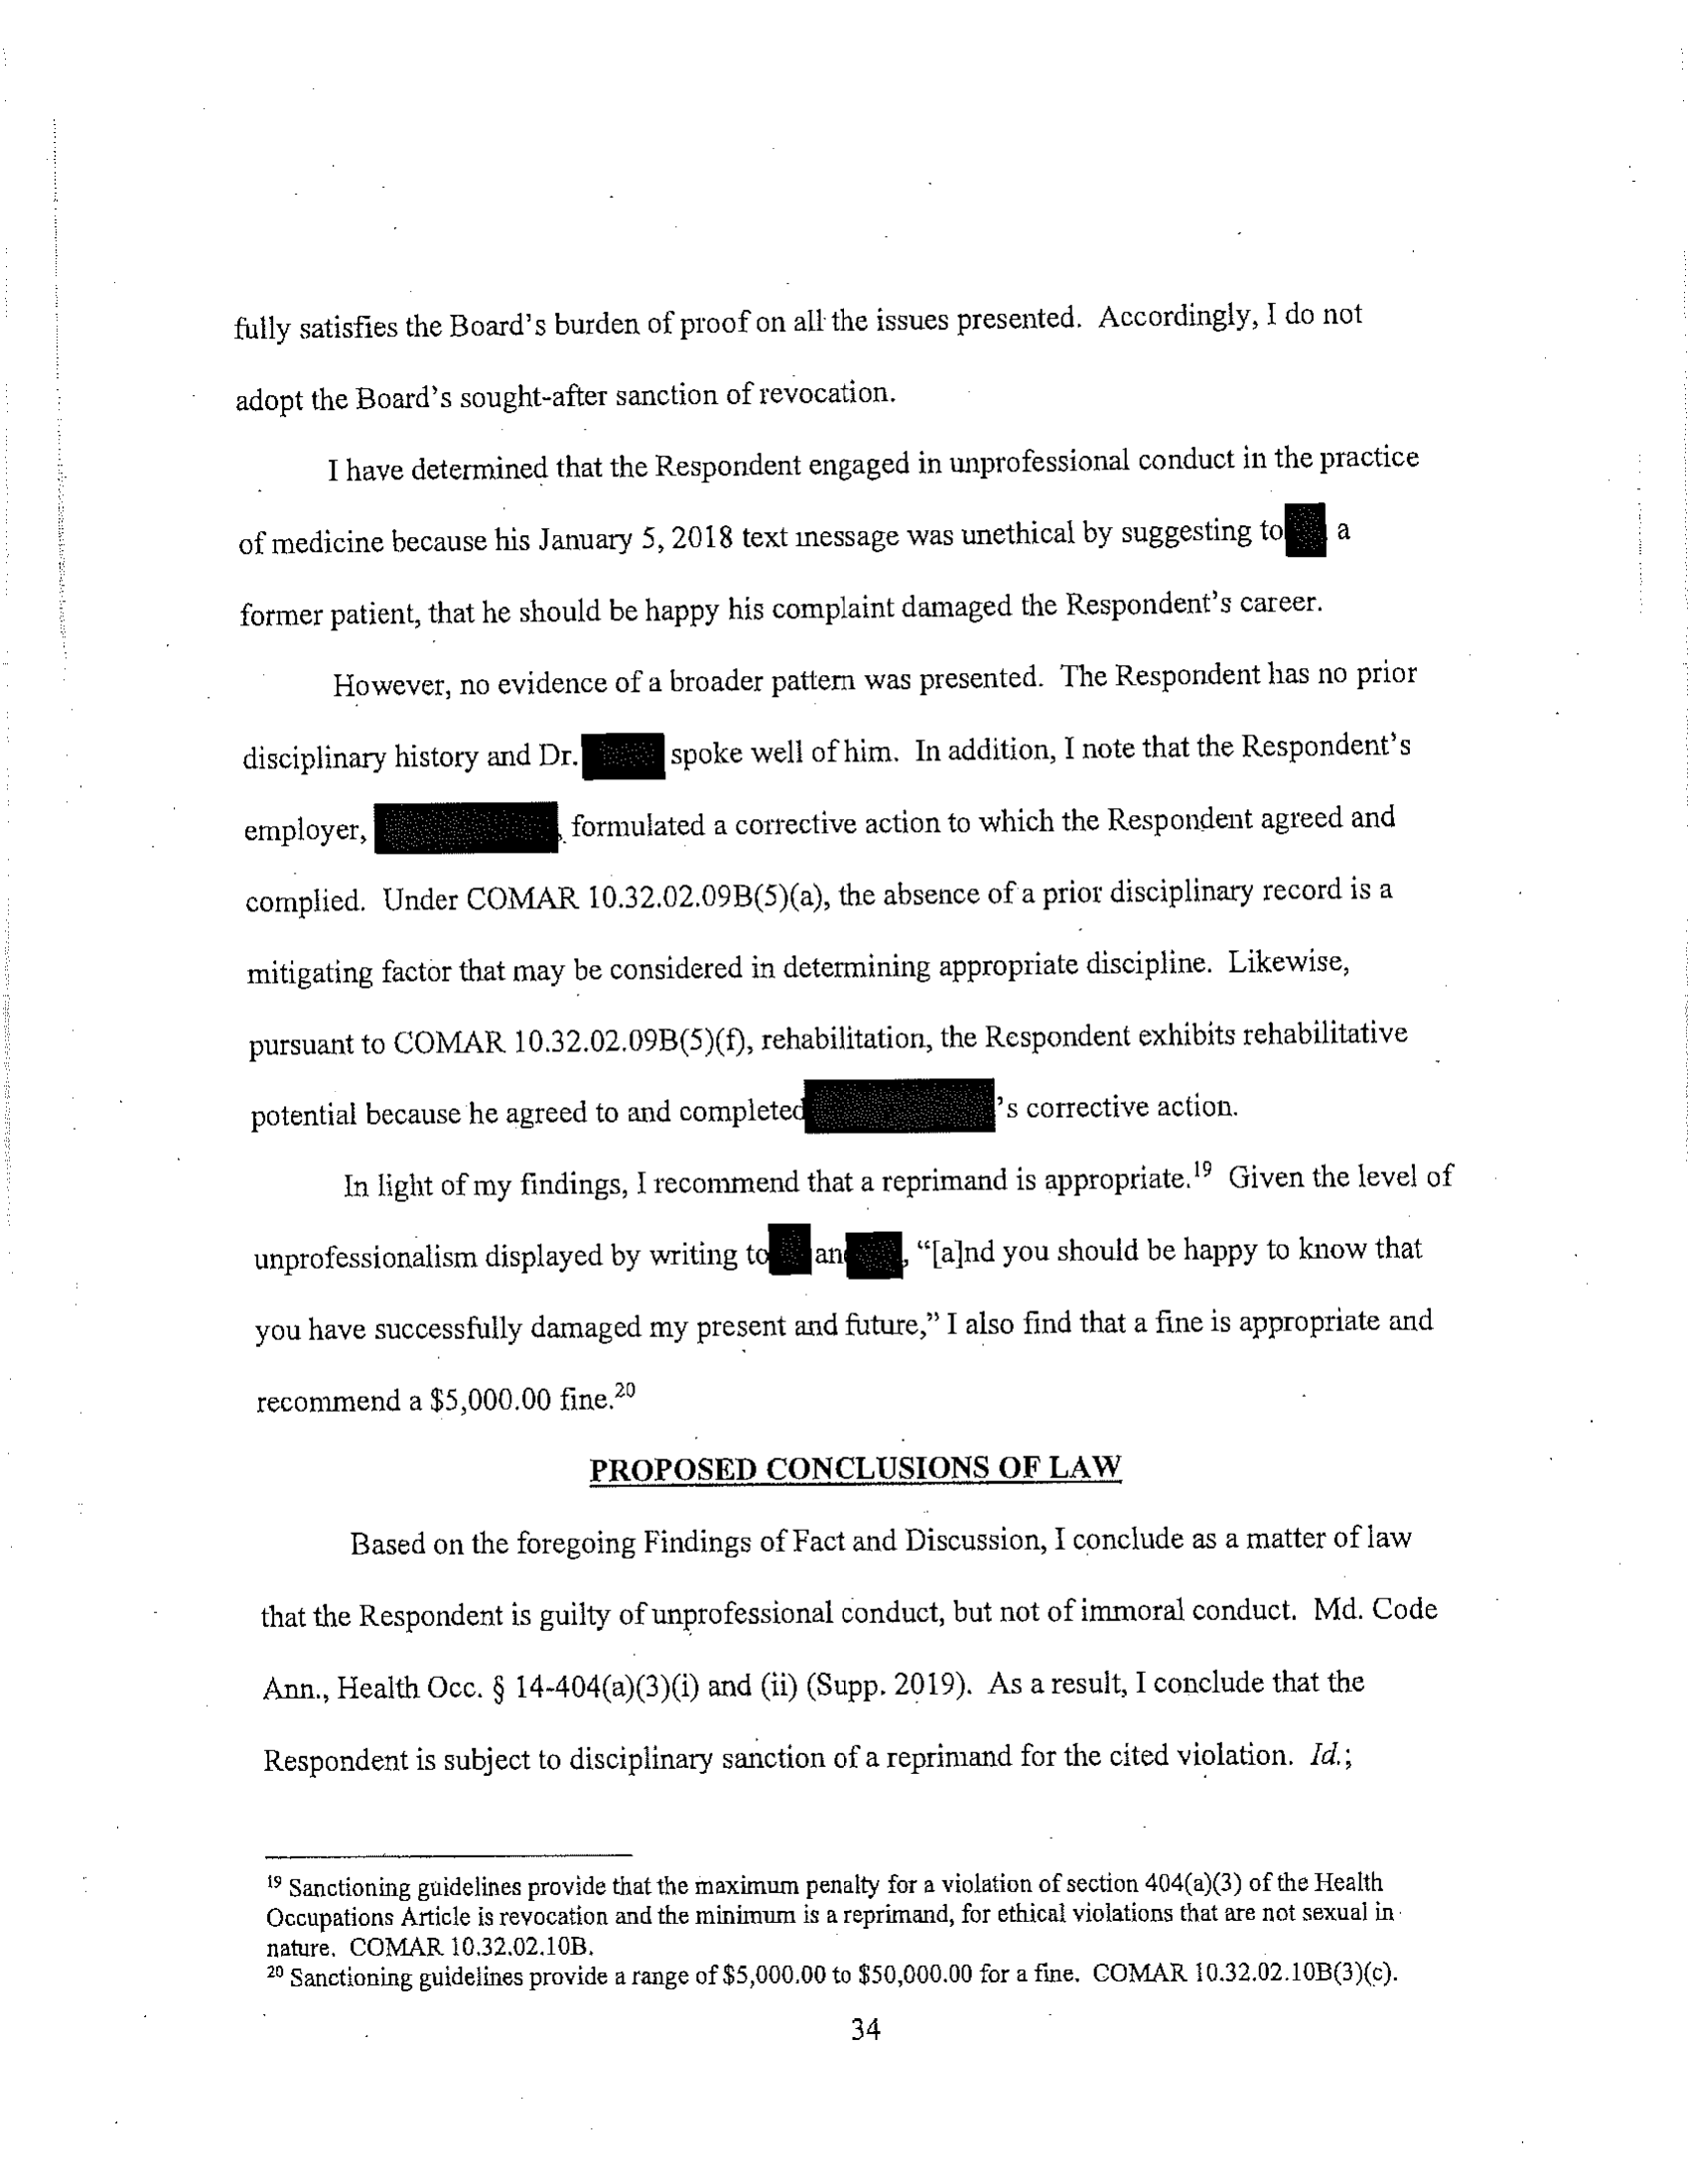 fully satisfies the Board's burden of proof on all the issues presented. Accordingly, I do not
adopt the Board's sought-after sanction of revocation.
I have determined that the Respondent engaged in unprofessional conduct in the practice
of medicine because his January 5, 2018 text message was unethical by suggesting to a
former patient, that he should be happy his complaint damaged the Respondent's career.
However, no evidence of a broader pattern was presented. The Respondent has no prior
disciplinary history and Dr. spoke well of him. In addition, I note that the Respondent's
employer, , formulated a corrective action to which the Respondent agreed and
complied. Under COMAR 10.32.02.09B(5)(a), the absence of a prior disciplinary record is a
mitigating factor that may be considered in determining appropriate discipline. Likewise,
pursuant to COMAR 10.32.02.09B(5)(f), rehabilitation, the Respondent exhibits rehabilitative
potential because he agreed to and completed 's corrective action.
In light of my findings, I recommend that a reprimand is appropriate.19 Given the level of
unprofessionalism displayed by writing to and , "[a]nd you should be happy to know that
you have successfully damaged my present and future," I also find that a fine is appropriate and
recommend a $5,000.00 fine.20
PROPOSED CONCLUSIONS OF LAW
Based on the foregoing Findings of Fact and Discussion, I conclude as a matter of law
that the Respondent is guilty of unprofessional conduct, but not of immoral conduct. Md. Code
Ann., Health Occ. § 14-404(a)(3)(i) and (ii) (Supp. 2019). As a result, I conclude that the
Respondent is subject to disciplinary sanction of a reprimand for the cited violation. Id.;
19 Sanctioning guidelines provide that the maximum penalty for a violation of section 404(a)(3) of the Health
Occupations Article is revocation and the minimum is a reprimand, for ethical violations that are not sexual in
nature. COMAR 10.32.02.10B.
20 Sanctioning guidelines provide a range of $5,000.00 to $50,000.00 for a fine. COMAR 10.32.02.10B(3)(c).
34